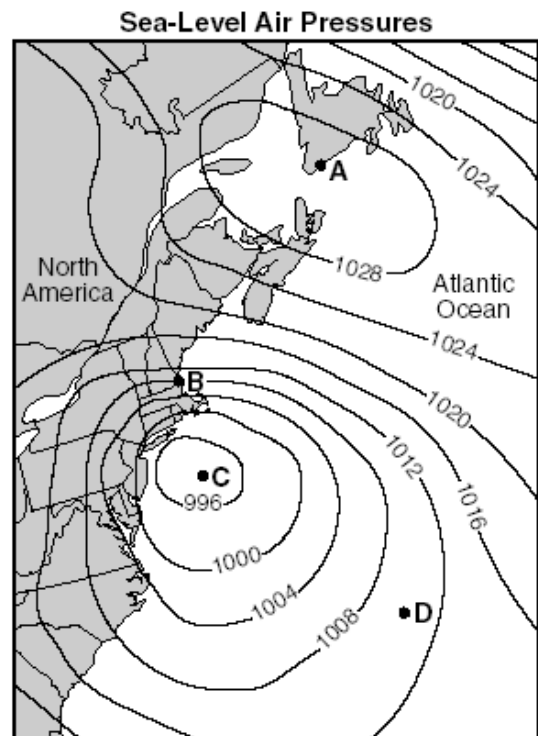 Sea-Level Air Pressures
1020
1024
A
1028
North
America
Atlantic
Ocean
1024
B
1020
1012
1016
C
996
1000
1004
1008
D